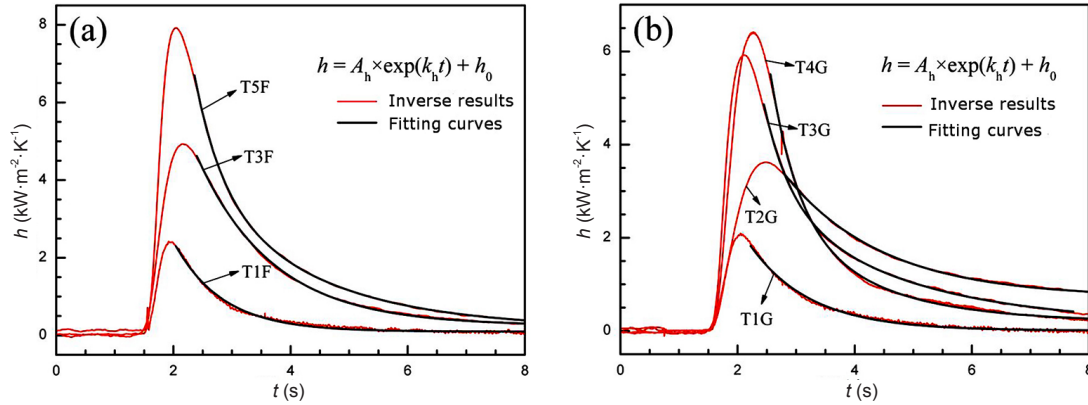 (a)
h = Aₕ×exp(kₕt) + h₀
Inverse results
Fitting curves
T5F
T3F
T1F
8
6
4
2
0
h (kW·m⁻²·K⁻¹)
0 2 4 6 8
t (s)
(b)
h = Aₕ×exp(kₕt) + h₀
Inverse results
Fitting curves
T4G
T3G
T2G
T1G
6
4
2
0
h (kW·m⁻²·K⁻¹)
0 2 4 6 8
t (s)